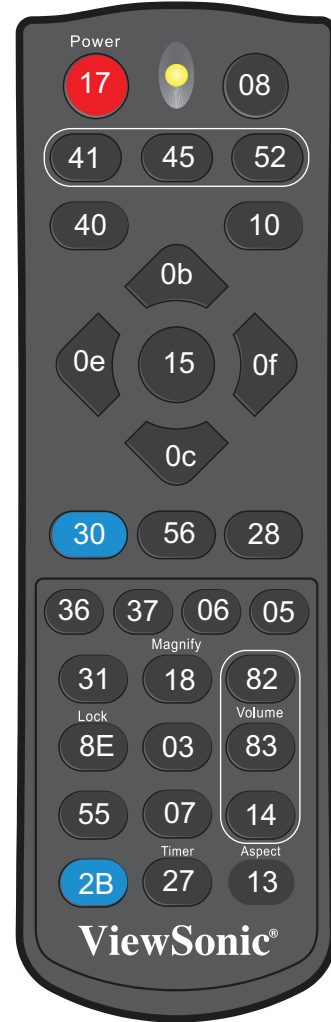 Power
17 08
41 45 52
40 10
0b
0e 15 0f
0c
30 56 28
36 37 06 05
Magnify
31 18 82
Lock Volume
8E 03 83
55 07 14
Timer Aspect
2B 27 13
ViewSonic®